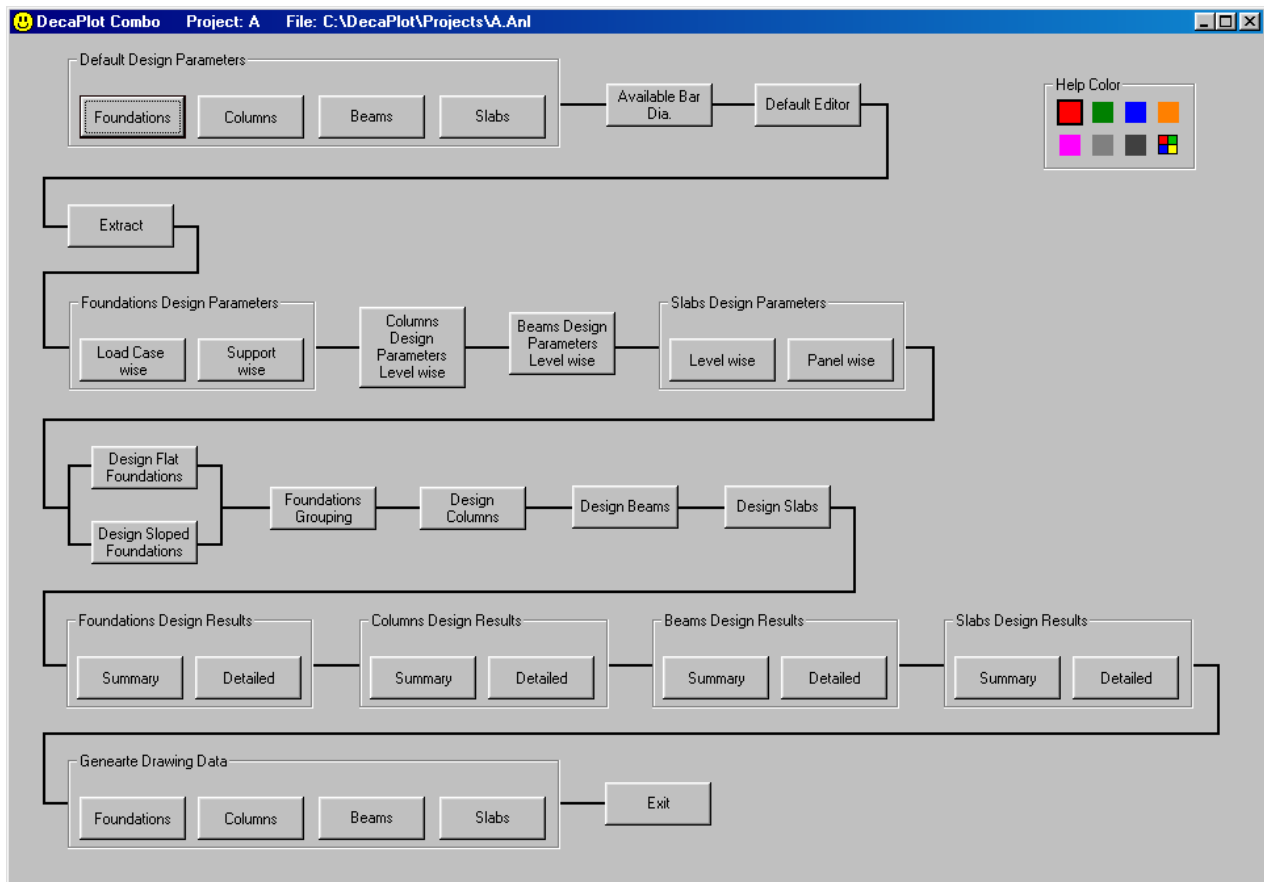 DecaPlot Combo Project: A File: C:\DecaPlot\Projects\A.Anl
Default Design Parameters
Foundations
Columns
Beams
Slabs
Available Bar
Dia.
Default Editor
Help Color
Extract
Foundations Design Parameters
Load Case
wise
Support
wise
Columns
Design
Parameters
Level wise
Beams Design
Parameters
Level wise
Slabs Design Parameters
Level wise
Panel wise
Design Flat
Foundations
Design Sloped
Foundations
Foundations
Grouping
Design
Columns
Design Beams
Design Slabs
Foundations Design Results
Summary
Detailed
Columns Design Results
Summary
Detailed
Beams Design Results
Summary
Detailed
Slabs Design Results
Summary
Detailed
Genearte Drawing Data
Foundations
Columns
Beams
Slabs
Exit